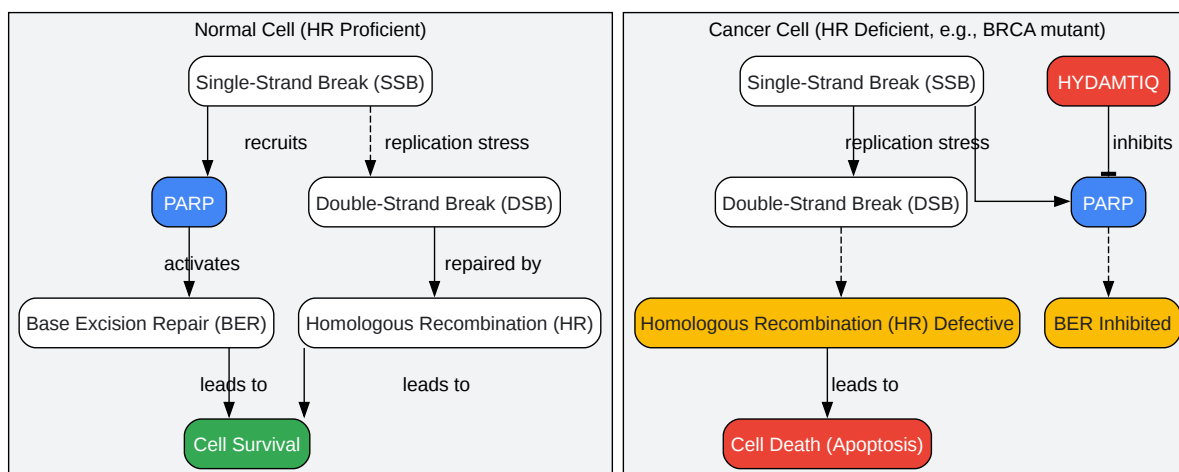 Normal Cell (HR Proficient)
Single-Strand Break (SSB)
recruits
replication stress
PARP
Double-Strand Break (DSB)
activates
repaired by
Base Excision Repair (BER)
Homologous Recombination (HR)
leads to
leads to
Cell Survival
Cancer Cell (HR Deficient, e.g., BRCA mutant)
Single-Strand Break (SSB)
HYDAMTIQ
replication stress
inhibits
Double-Strand Break (DSB)
PARP
Homologous Recombination (HR) Defective
BER Inhibited
leads to
Cell Death (Apoptosis)